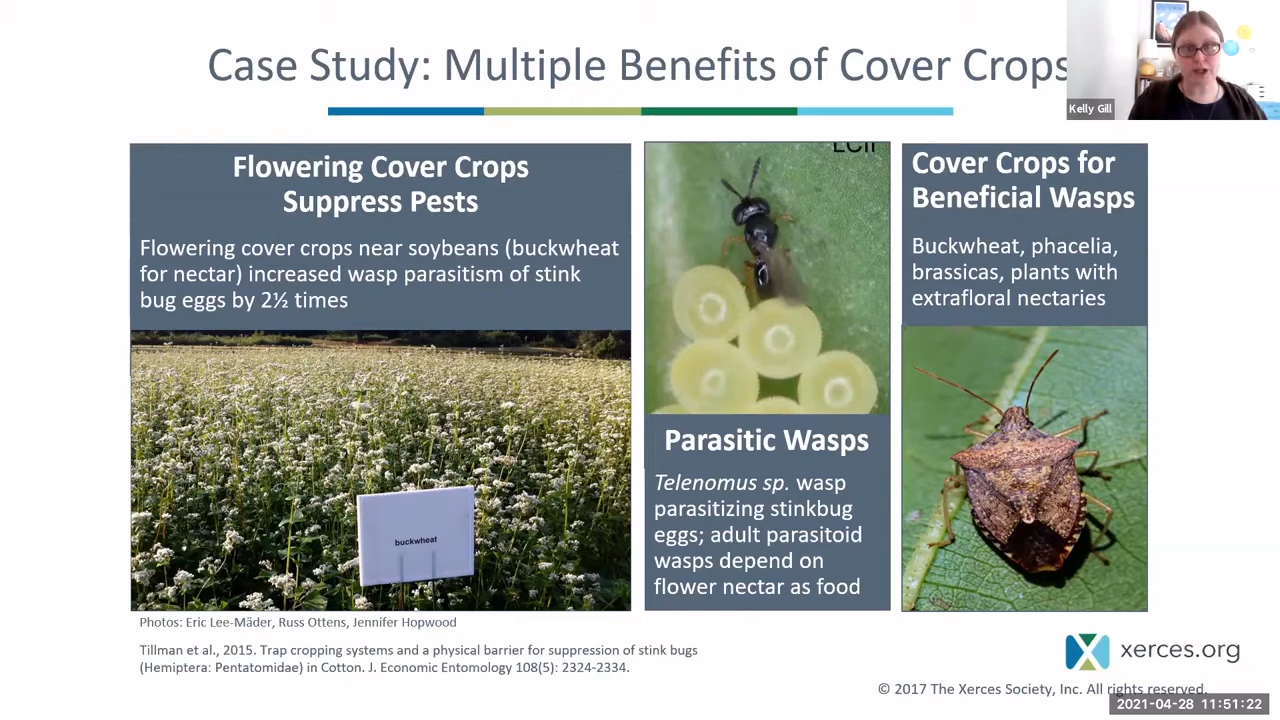 Case Study: Multiple Benefits of Cover Crops
Kelly Gill
Flowering Cover Crops
Suppress Pests
Flowering cover crops near soybeans (buckwheat
for nectar) increased wasp parasitism of stink
bug eggs by 2½ times
buckwheat
Parasitic Wasps
Telenomus sp. wasp
parasitizing stinkbug
eggs; adult parasitoid
wasps depend on
flower nectar as food
Cover Crops for
Beneficial Wasps
Buckwheat, phacelia,
brassicas, plants with
extrafloral nectaries
Photos: Eric Lee-Mäder, Russ Ottens, Jennifer Hopwood
Tillman et al., 2015. Trap cropping systems and a physical barrier for suppression of stink bugs
(Hemiptera: Pentatomidae) in Cotton. J. Economic Entomology 108(5): 2324-2334.
xerces.org
© 2017 The Xerces Society, Inc. All rights reserved.
2021-04-28 11:51:22